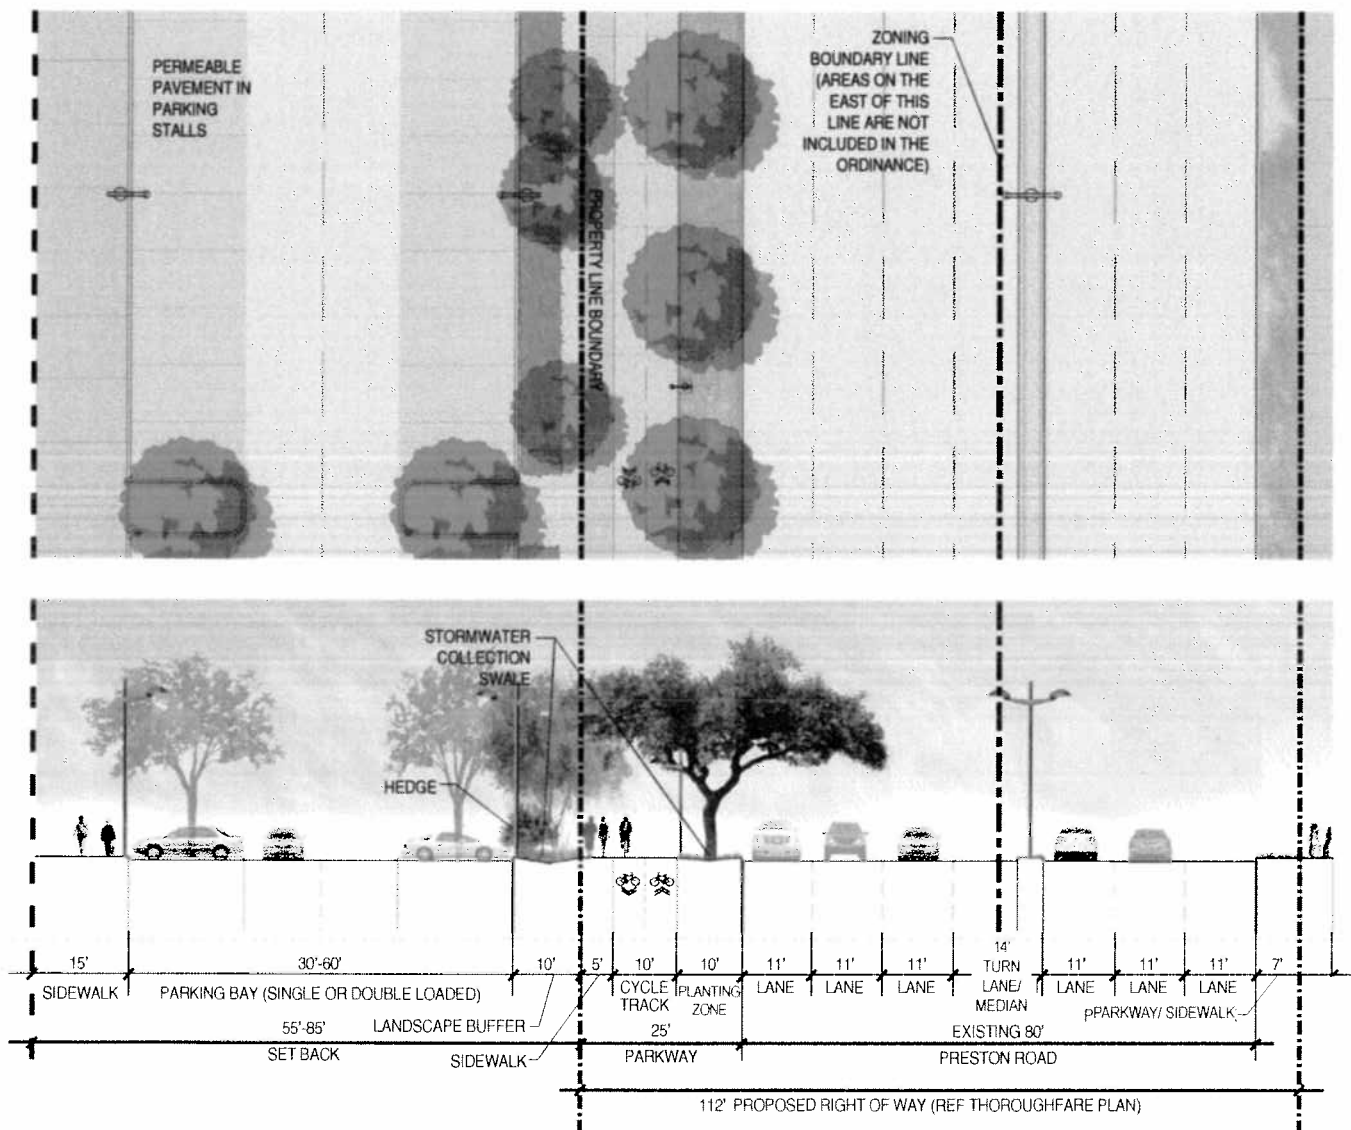 PERMEABLE
PAVEMENT IN
PARKING
STALLS
ZONING
BOUNDARY LINE
(AREAS ON THE
EAST OF THIS
LINE ARE NOT
INCLUDED IN THE
ORDINANCE)
PROPERTY LINE BOUNDARY
STORMWATER
COLLECTION
SWALE
HEDGE
15' 30'-60' 10' 5' 10' 10' 11' 11' 11' 14' 11' 11' 11' 7'
SIDEWALK
PARKING BAY (SINGLE OR DOUBLE LOADED)
CYCLE
TRACK
PLANTING
ZONE
LANE
LANE
LANE
TURN
LANE/
MEDIAN
LANE
LANE
LANE
pPARKWAY/ SIDEWALK
LANDSCAPE BUFFER
55'-85'
SET BACK
SIDEWALK
25'
PARKWAY
EXISTING 80'
PRESTON ROAD
112' PROPOSED RIGHT OF WAY (REF THOROUGHFARE PLAN)